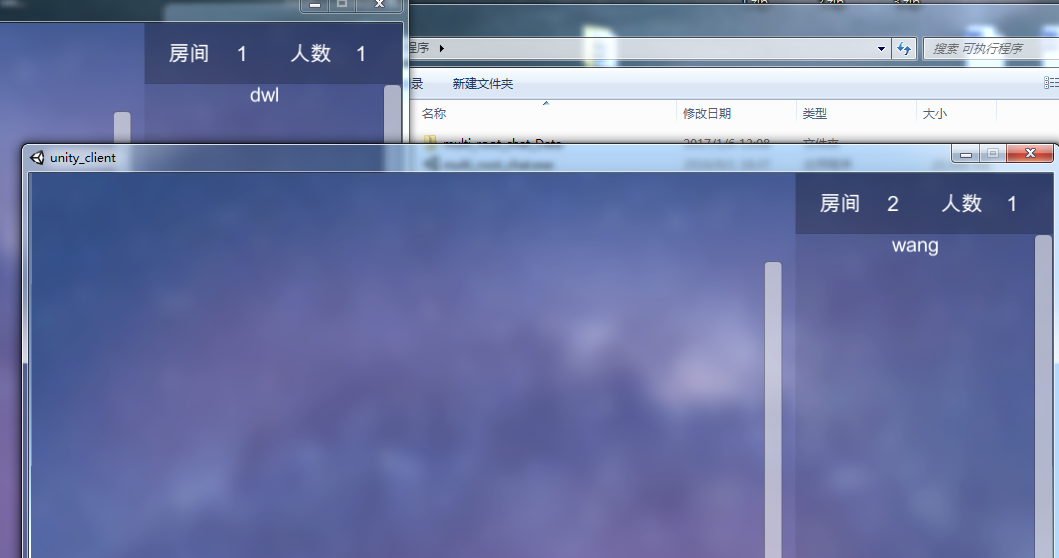 房间 1 人数 1
dwl
程序
搜索 可执行程序
录 新建文件夹
名称 修改日期 类型 大小
unity_client
房间 2 人数 1
wang